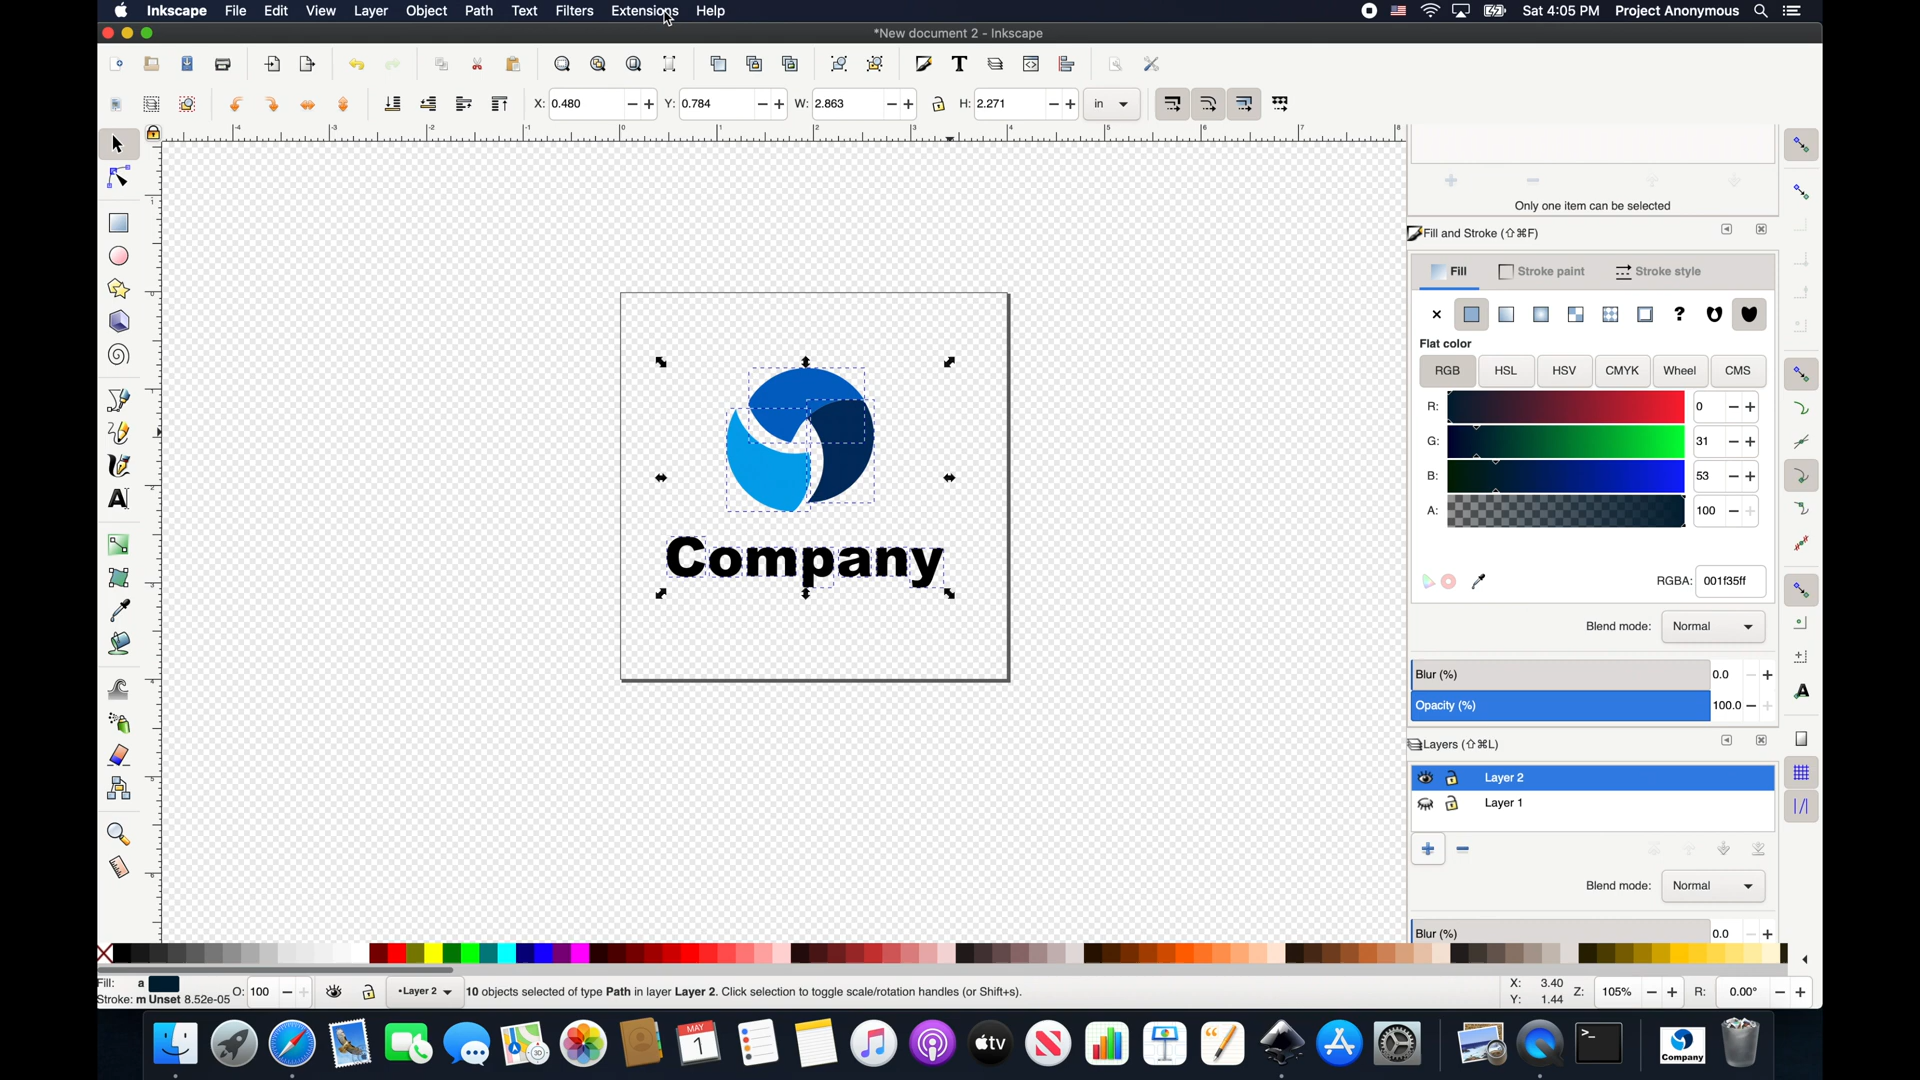 Inkscape File Edit View Layer Object Path Text Filters Extensions Help Sat 4:05 PM Project Anonymous
*New document 2 - Inkscape
X: 0.480 Y: 0.784 W: 2.863 H: 2.271 in
Only one item can be selected
Fill and Stroke (⇧⌘F)
Fill Stroke paint Stroke style
Flat color
RGB HSL HSV CMYK Wheel CMS
R: 0
G: 31
B: 53
A: 100
RGBA: 001f35ff
Blend mode: Normal
Blur (%) 0.0
Opacity (%) 100.0
Company
Layers (⇧⌘L)
Layer 2
Layer 1
Blend mode: Normal
Blur (%) 0.0
Fill: a
Stroke: m Unset 8.52e-05
O: 100
•Layer 2
10 objects selected of type Path in layer Layer 2. Click selection to toggle scale/rotation handles (or Shift+s).
X: 3.40
Y: 1.44
Z: 105%
R: 0.00°
MAY
1
tv
Company